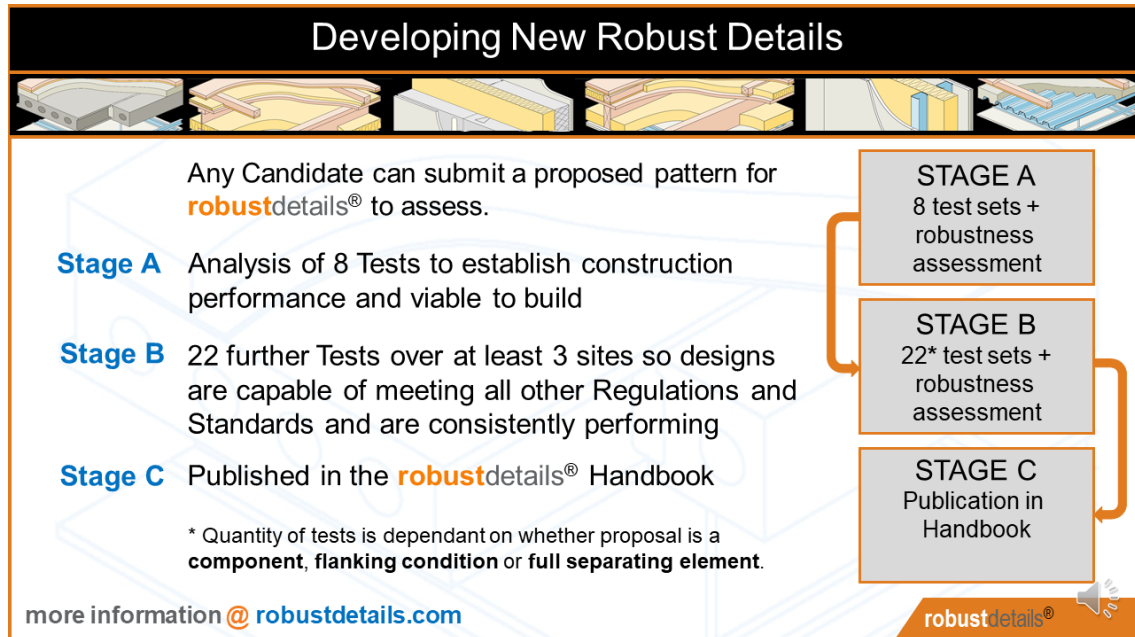 Developing New Robust Details
Any Candidate can submit a proposed pattern for
robustdetails® to assess.
Stage A Analysis of 8 Tests to establish construction
performance and viable to build
Stage B 22 further Tests over at least 3 sites so designs
are capable of meeting all other Regulations and
Standards and are consistently performing
Stage C Published in the robustdetails® Handbook
* Quantity of tests is dependant on whether proposal is a
component, flanking condition or full separating element.
STAGE A
8 test sets +
robustness
assessment
STAGE B
22* test sets +
robustness
assessment
STAGE C
Publication in
Handbook
more information @ robustdetails.com
robustdetails®